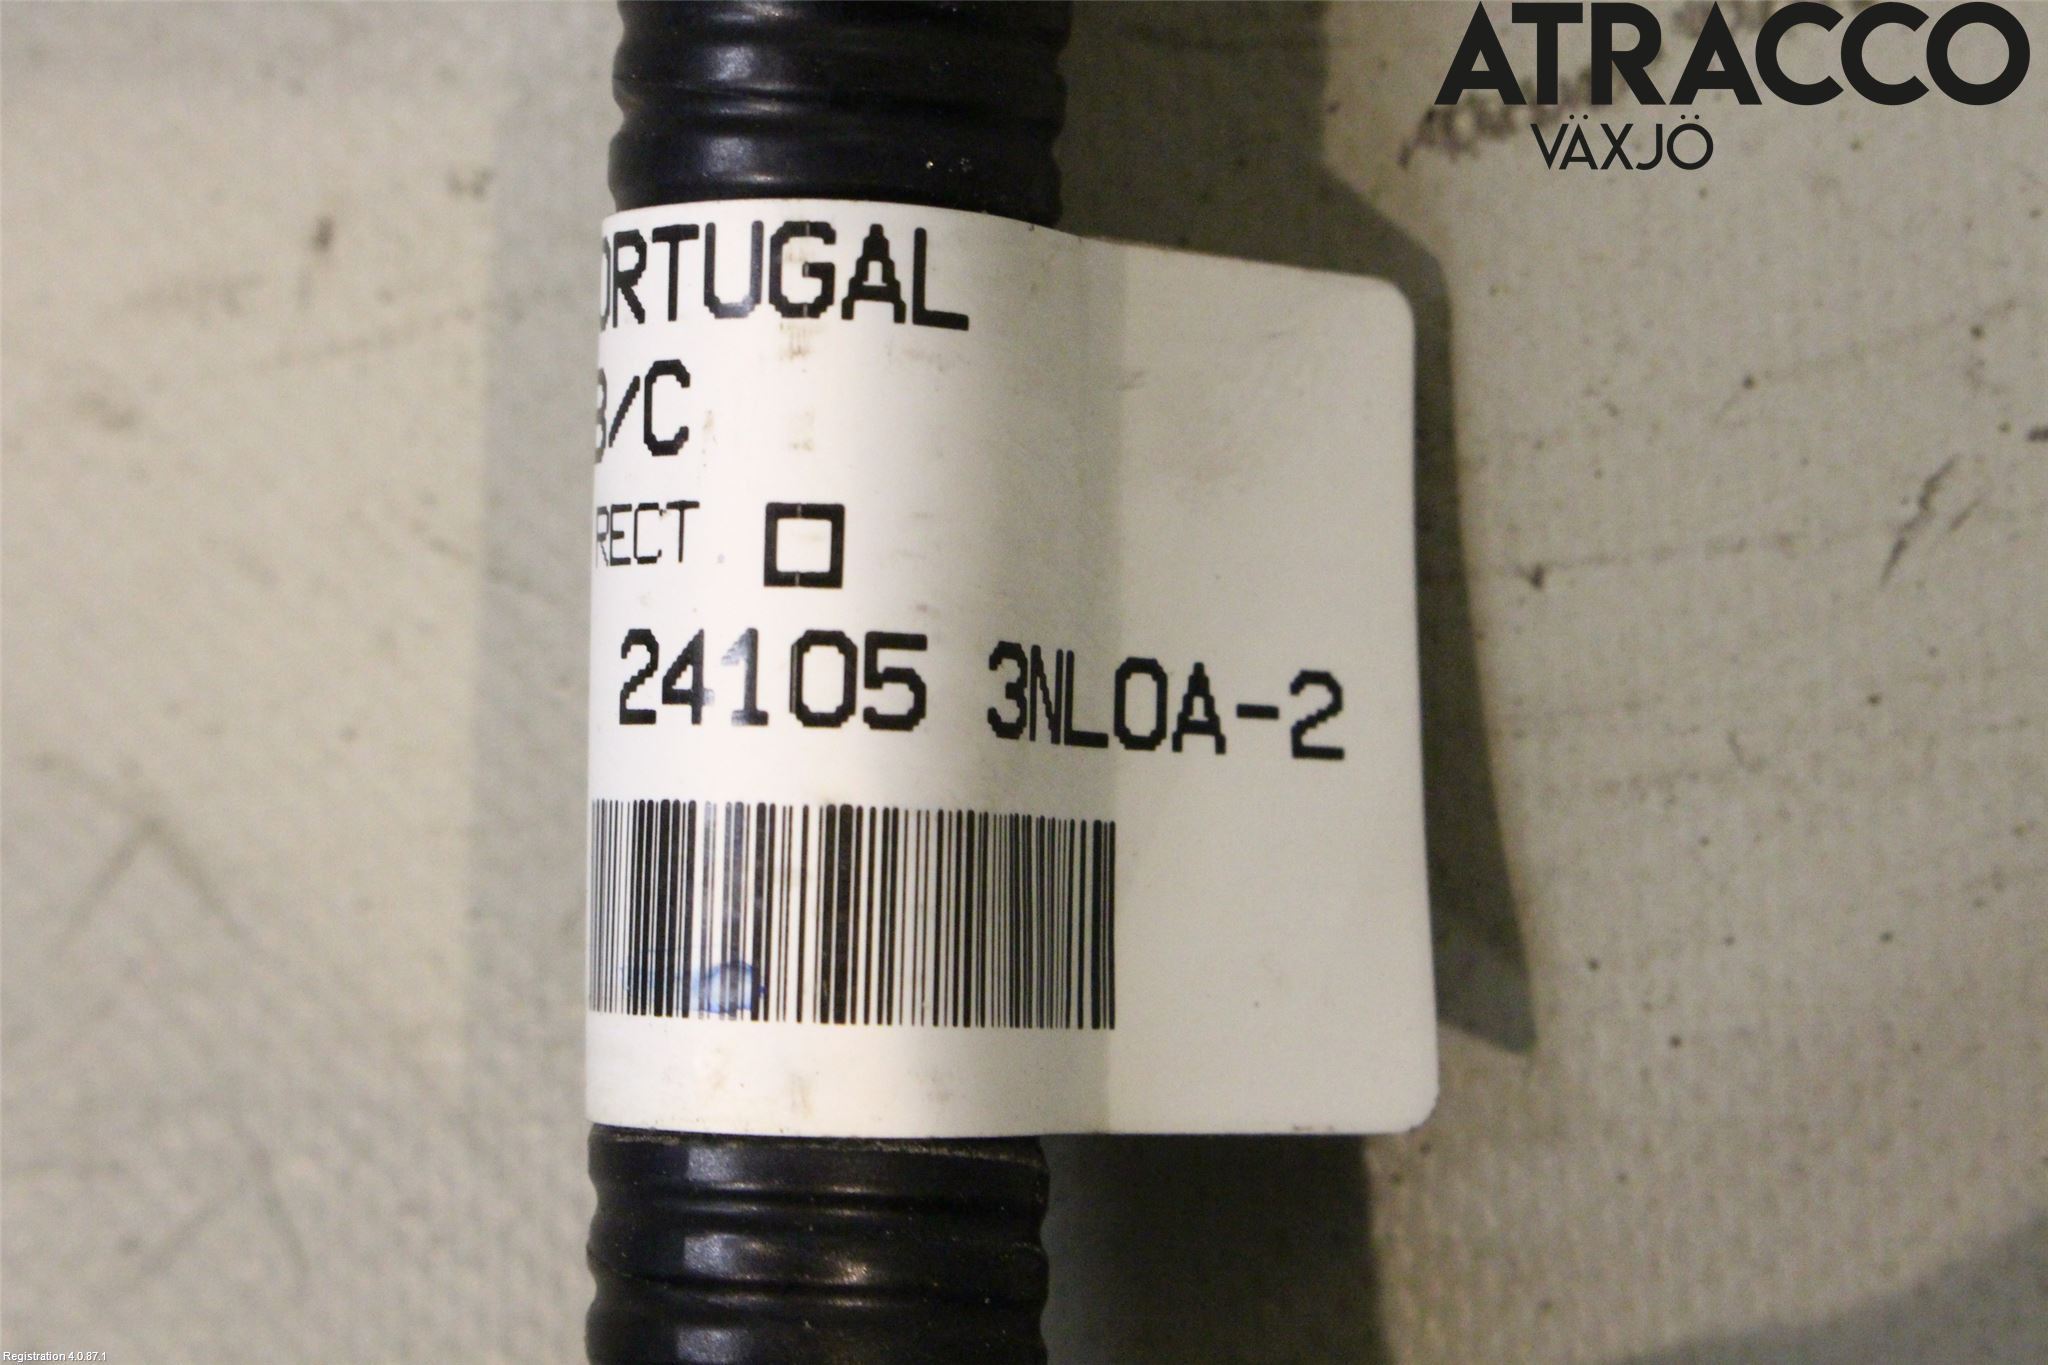 ATRACCO
VÄXJÖ
ORTUGAL
B/C
RECT
24105 3NL0A-2
Registration 4.0.87.1